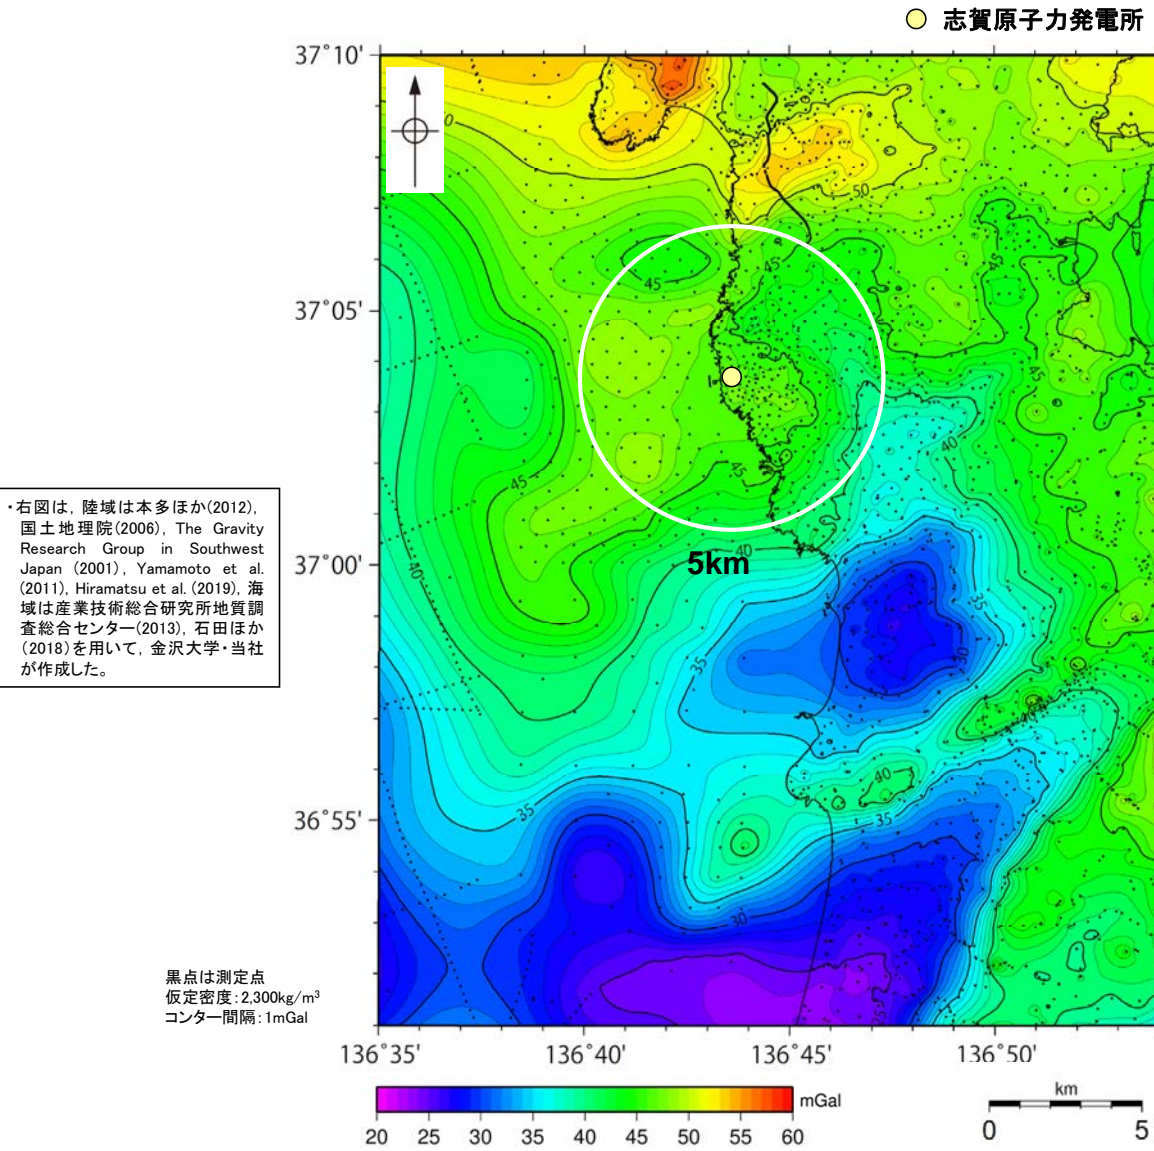 志賀原子力発電所
37˚10'
37˚05'
37˚00'
36˚55'
50
45
45
45
45
50
45
45
40
40
40
5km
35
35
30
40
35
35
30
・右図は，陸域は本多ほか(2012)，
国土地理院(2006)，The Gravity
Research Group in Southwest
Japan (2001)，Yamamoto et al.
(2011)，Hiramatsu et al. (2019)，海
域は産業技術総合研究所地質調
査総合センター(2013)，石田ほか
(2018)を用いて，金沢大学・当社
が作成した。
黒点は測定点
仮定密度：2,300kg/m³
コンター間隔：1mGal
136˚35' 136˚40' 136˚45' 136˚50'
mGal
20 25 30 35 40 45 50 55 60
km
0 5